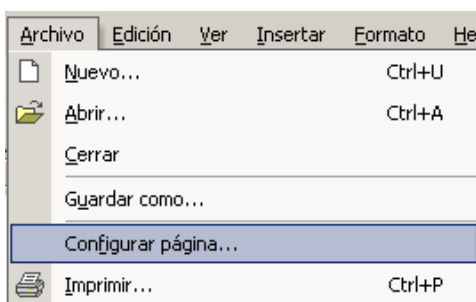 Archivo Edición Ver Insertar Formato He
Nuevo... Ctrl+U
Abrir... Ctrl+A
Cerrar
Guardar como...
Configurar página...
Imprimir... Ctrl+P